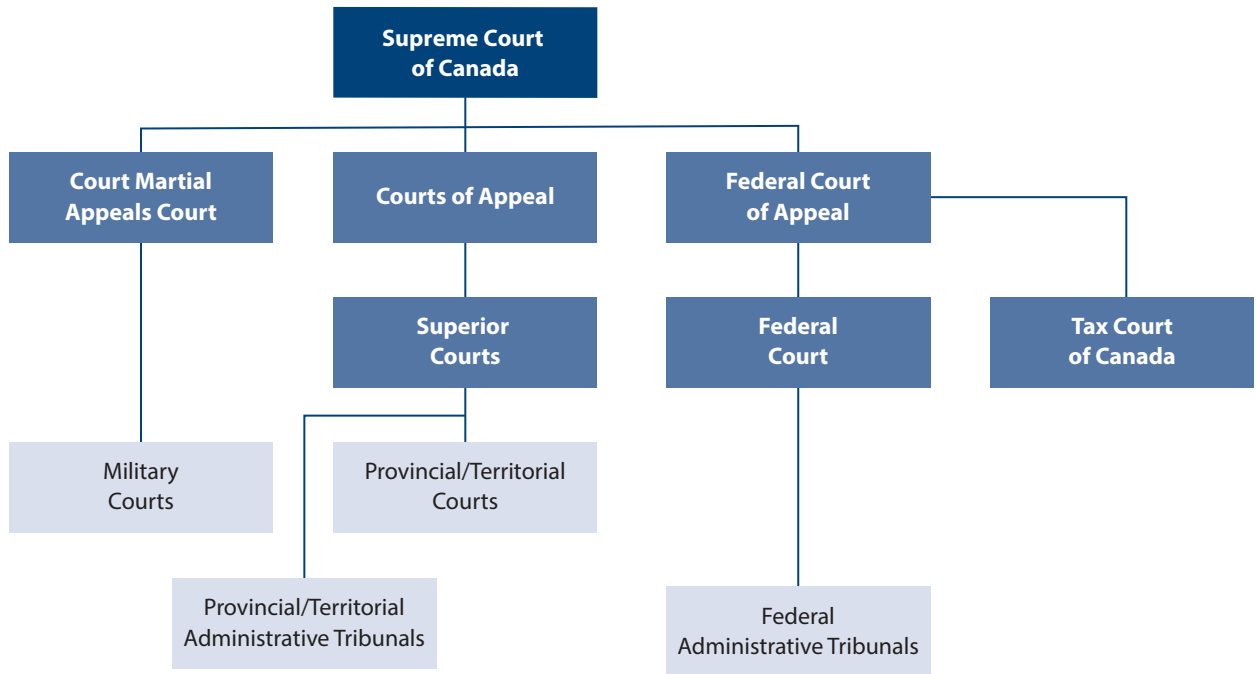 Supreme Court
of Canada
Court Martial
Appeals Court
Courts of Appeal
Federal Court
of Appeal
Superior
Courts
Federal
Court
Tax Court
of Canada
Military
Courts
Provincial/Territorial
Courts
Provincial/Territorial
Administrative Tribunals
Federal
Administrative Tribunals